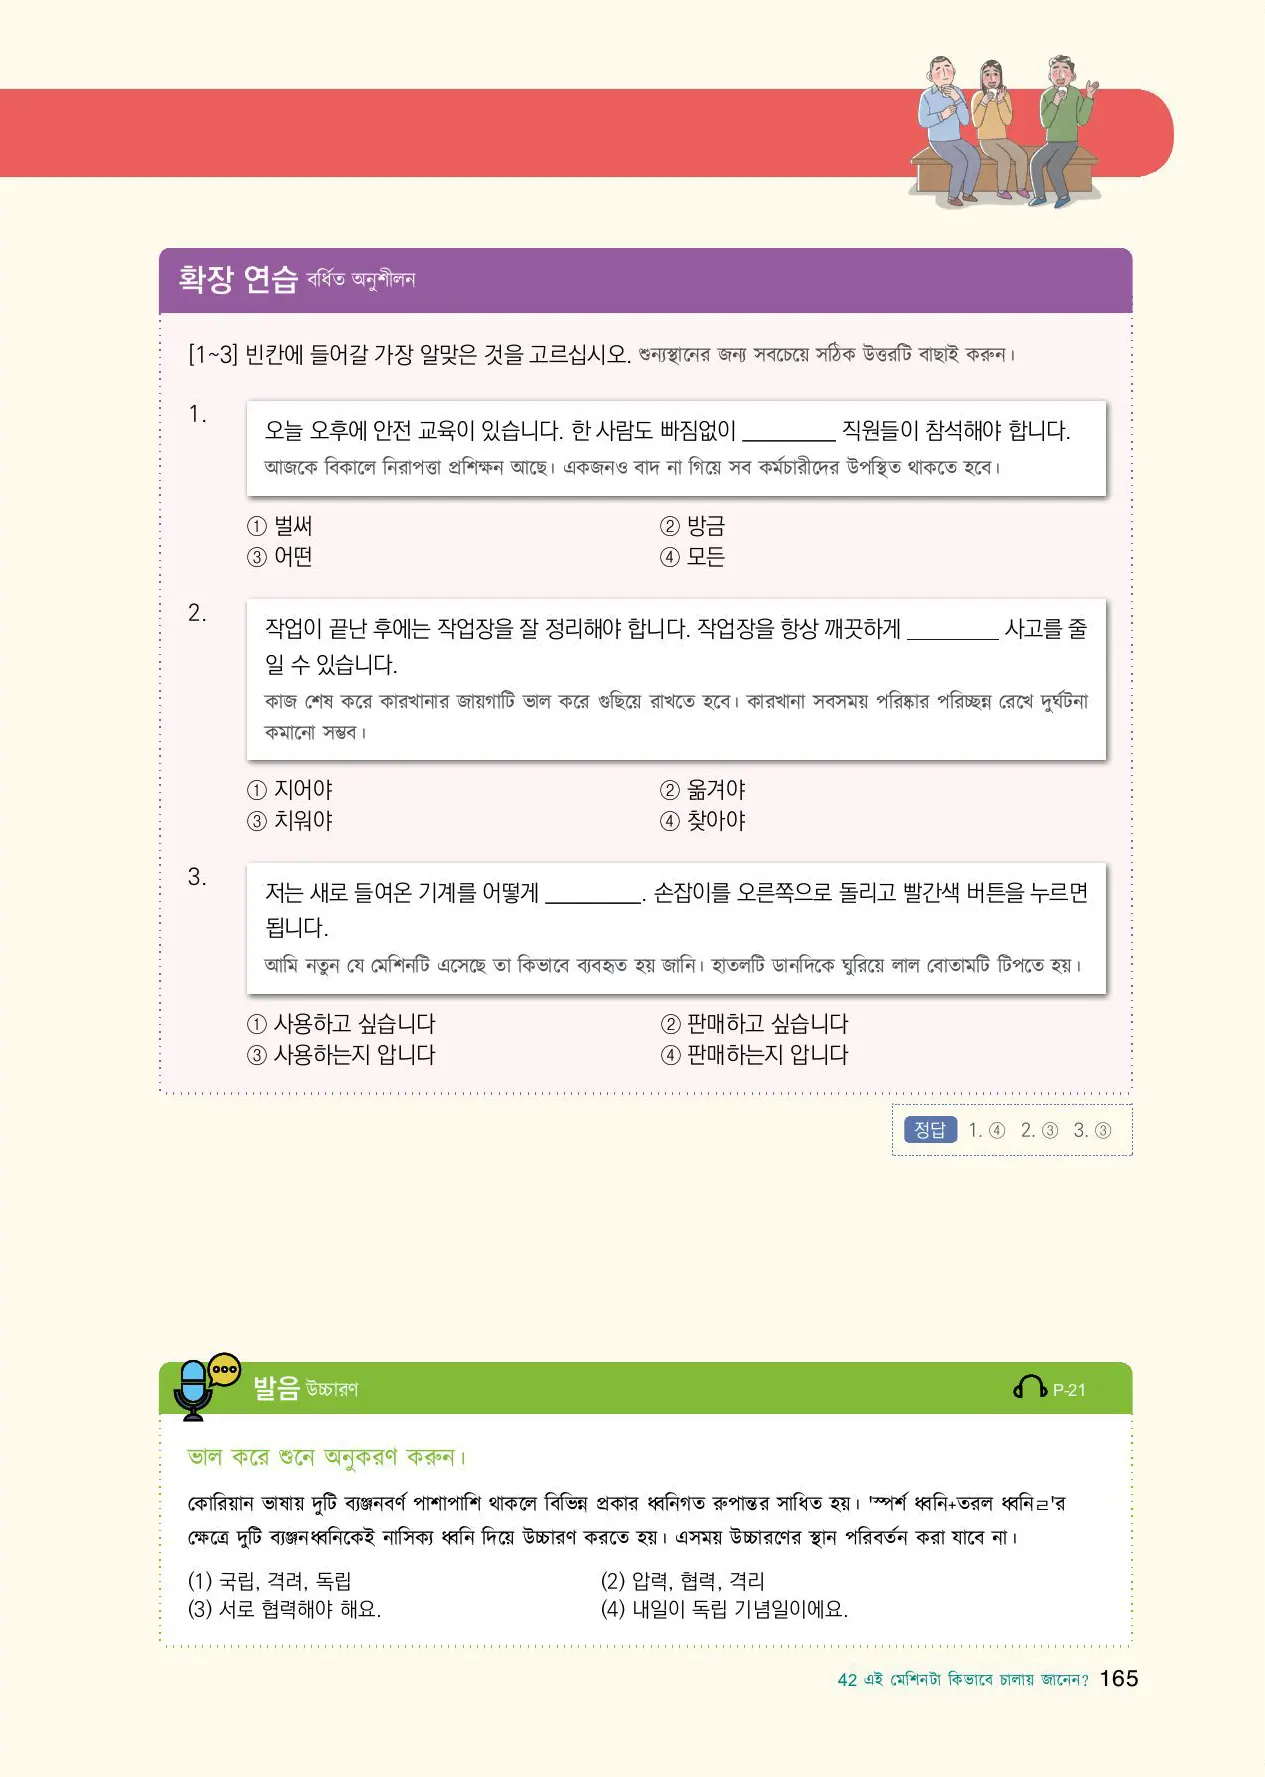 확장 연습 বর্ধিত অনুশীলন
[1~3] 빈칸에 들어갈 가장 알맞은 것을 고르십시오. শুন্যস্থানের জন্য সবচেয়ে সঠিক উত্তরটি বাছাই করুন।
1.
오늘 오후에 안전 교육이 있습니다. 한 사람도 빠짐없이 ________ 직원들이 참석해야 합니다.
আজকে বিকালে নিরাপত্তা প্রশিক্ষন আছে। একজনও বাদ না গিয়ে সব কর্মচারীদের উপস্থিত থাকতে হবে।
① 벌써 ② 방금
③ 어떤 ④ 모든
2.
작업이 끝난 후에는 작업장을 잘 정리해야 합니다. 작업장을 항상 깨끗하게 ________ 사고를 줄
일 수 있습니다.
কাজ শেষ করে কারখানার জায়গাটি ভাল করে গুছিয়ে রাখতে হবে। কারখানা সবসময় পরিষ্কার পরিচ্ছন্ন রেখে দুর্ঘটনা
কমানো সম্ভব।
① 지어야 ② 옮겨야
③ 치워야 ④ 찾아야
3.
저는 새로 들여온 기계를 어떻게 ________. 손잡이를 오른쪽으로 돌리고 빨간색 버튼을 누르면
됩니다.
আমি নতুন যে মেশিনটি এসেছে তা কিভাবে ব্যবহৃত হয় জানি। হাতলটি ডানদিকে ঘুরিয়ে লাল বোতামটি টিপতে হয়।
① 사용하고 싶습니다 ② 판매하고 싶습니다
③ 사용하는지 압니다 ④ 판매하는지 압니다
정답 1. ④ 2. ③ 3. ③
발음 উচ্চারণ P-21
ভাল করে শুনে অনুকরণ করুন।
কোরিয়ান ভাষায় দুটি ব্যঞ্জনবর্ণ পাশাপাশি থাকলে বিভিন্ন প্রকার ধ্বনিগত রুপান্তর সাধিত হয়। 'স্পর্শ ধ্বনি+তরল ধ্বনিㄹ'র
ক্ষেত্রে দুটি ব্যঞ্জনধ্বনিকেই নাসিক্য ধ্বনি দিয়ে উচ্চারণ করতে হয়। এসময় উচ্চারণের স্থান পরিবর্তন করা যাবে না।
(1) 국립, 격려, 독립 (2) 압력, 협력, 격리
(3) 서로 협력해야 해요. (4) 내일이 독립 기념일이에요.
42 এই মেশিনটা কিভাবে চালায় জানেন? 165